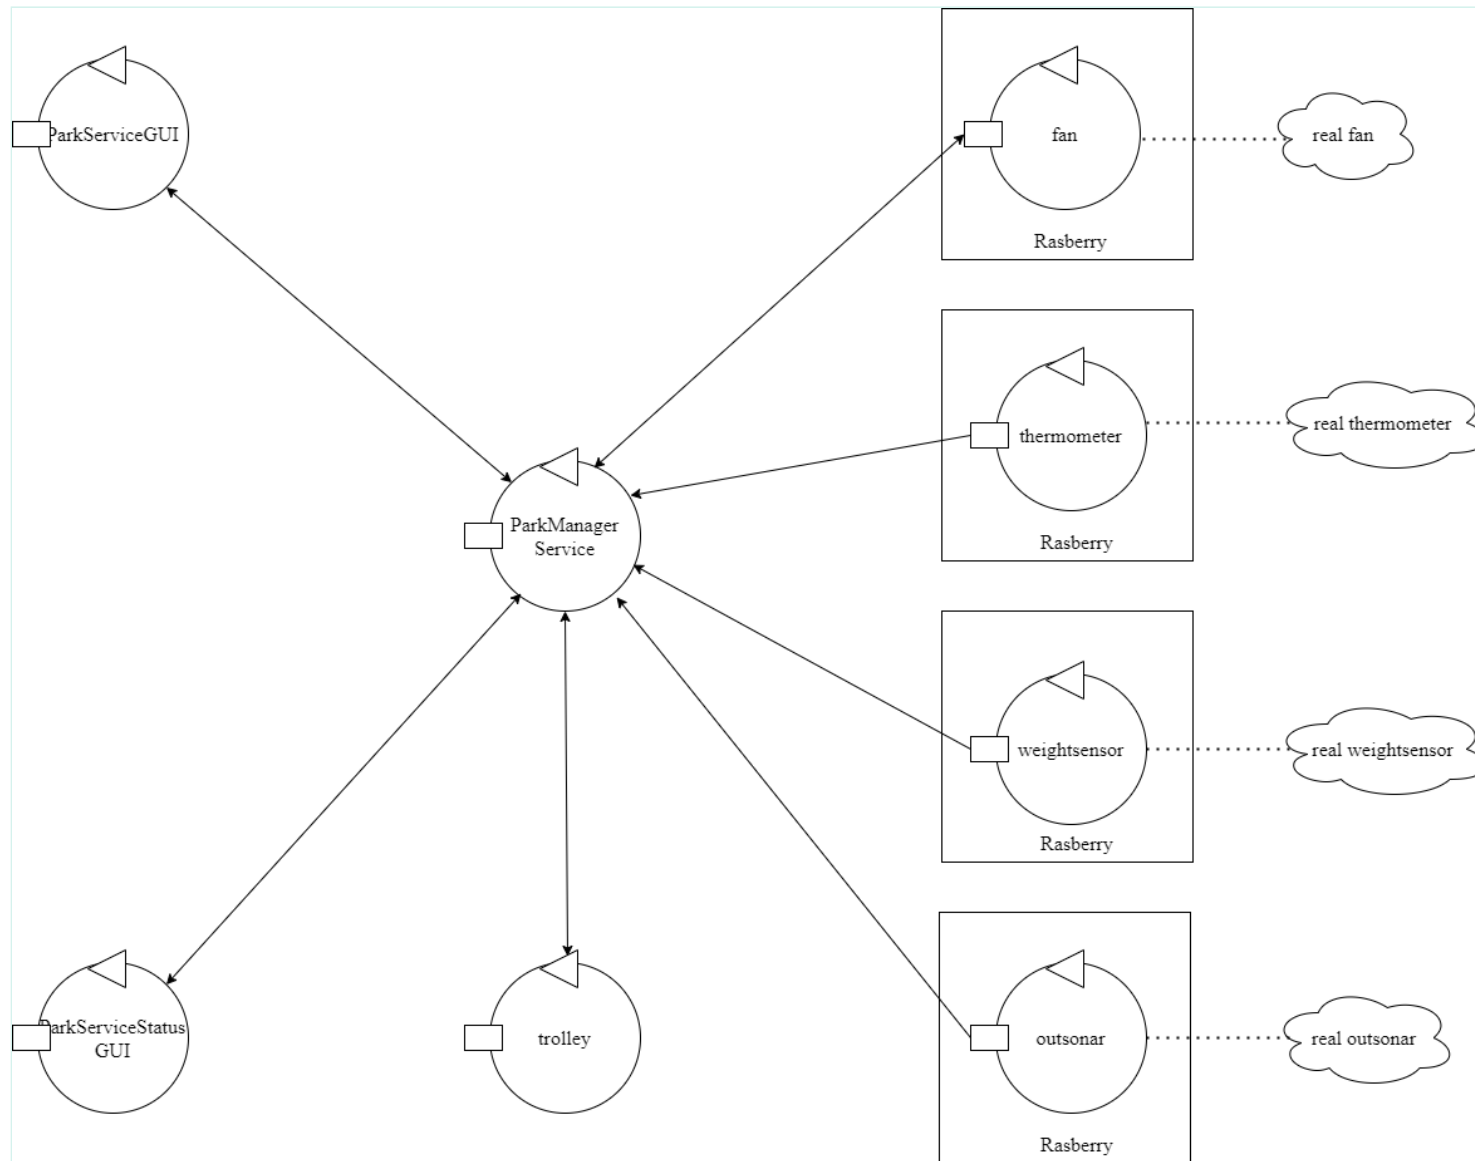 ParkServiceGUI
fan
real fan
Rasberry
thermometer
real thermometer
Rasberry
ParkManager
Service
weightsensor
real weightsensor
Rasberry
ParkServiceStatus
GUI
trolley
outsonar
real outsonar
Rasberry